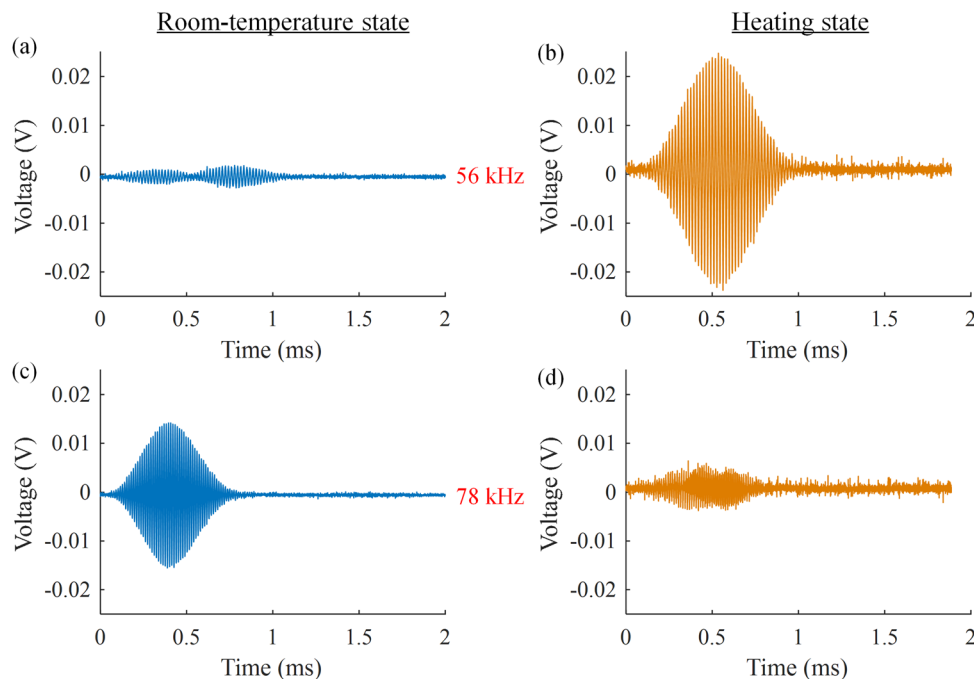 Room-temperature state
Heating state
(a)
(b)
0.02
0.01
0
-0.01
-0.02
Voltage (V)
0
0.5
1
1.5
2
Time (ms)
56 kHz
0.02
0.01
0
-0.01
-0.02
Voltage (V)
0
0.5
1
1.5
2
Time (ms)
(c)
(d)
0.02
0.01
0
-0.01
-0.02
Voltage (V)
0
0.5
1
1.5
2
Time (ms)
78 kHz
0.02
0.01
0
-0.01
-0.02
Voltage (V)
0
0.5
1
1.5
2
Time (ms)